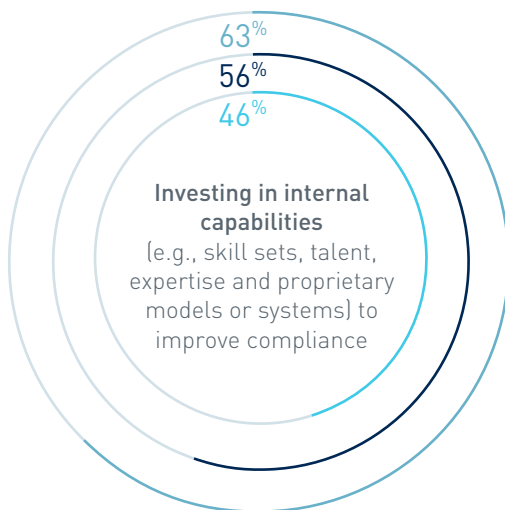 63%
56%
46%
Investing in internal
capabilities
(e.g., skill sets, talent,
expertise and proprietary
models or systems) to
improve compliance